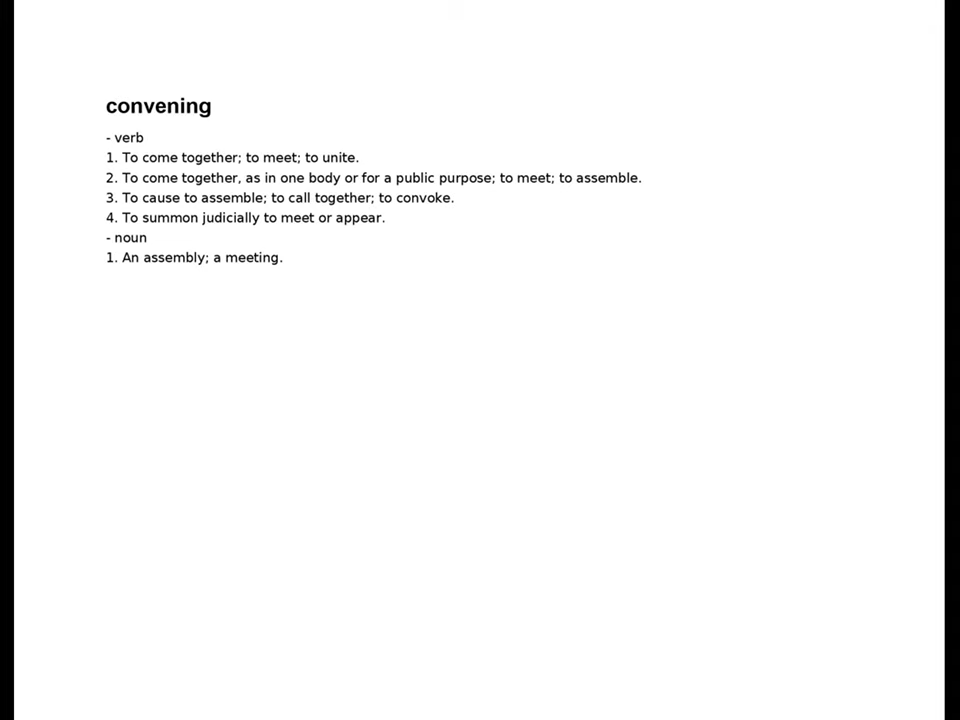 convening
- verb
1. To come together; to meet; to unite.
2. To come together, as in one body or for a public purpose; to meet; to assemble.
3. To cause to assemble; to call together; to convoke.
4. To summon judicially to meet or appear.
- noun
1. An assembly; a meeting.